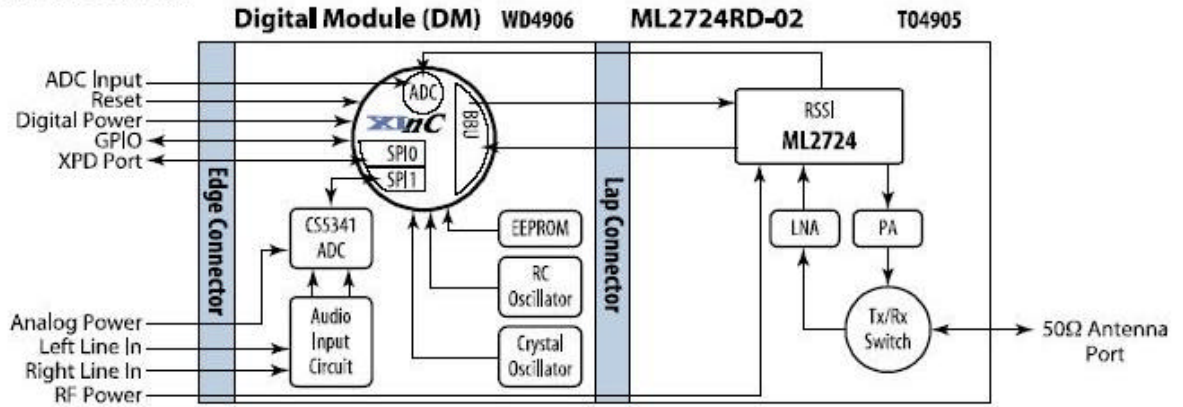 Digital Module (DM) WD4906 ML2724RD-02 TO4905
ADC Input
Reset
Digital Power
GPIO
XPD Port
Analog Power
Left Line In
Right Line In
RF Power
Edge Connector
ADC
XInC
BBU
SPI0
SPI1
CS5341
ADC
Audio
Input
Circuit
EEPROM
RC
Oscillator
Crystal
Oscillator
Lap Connector
RSSI
ML2724
LNA
PA
Tx/Rx
Switch
50Ω Antenna
Port